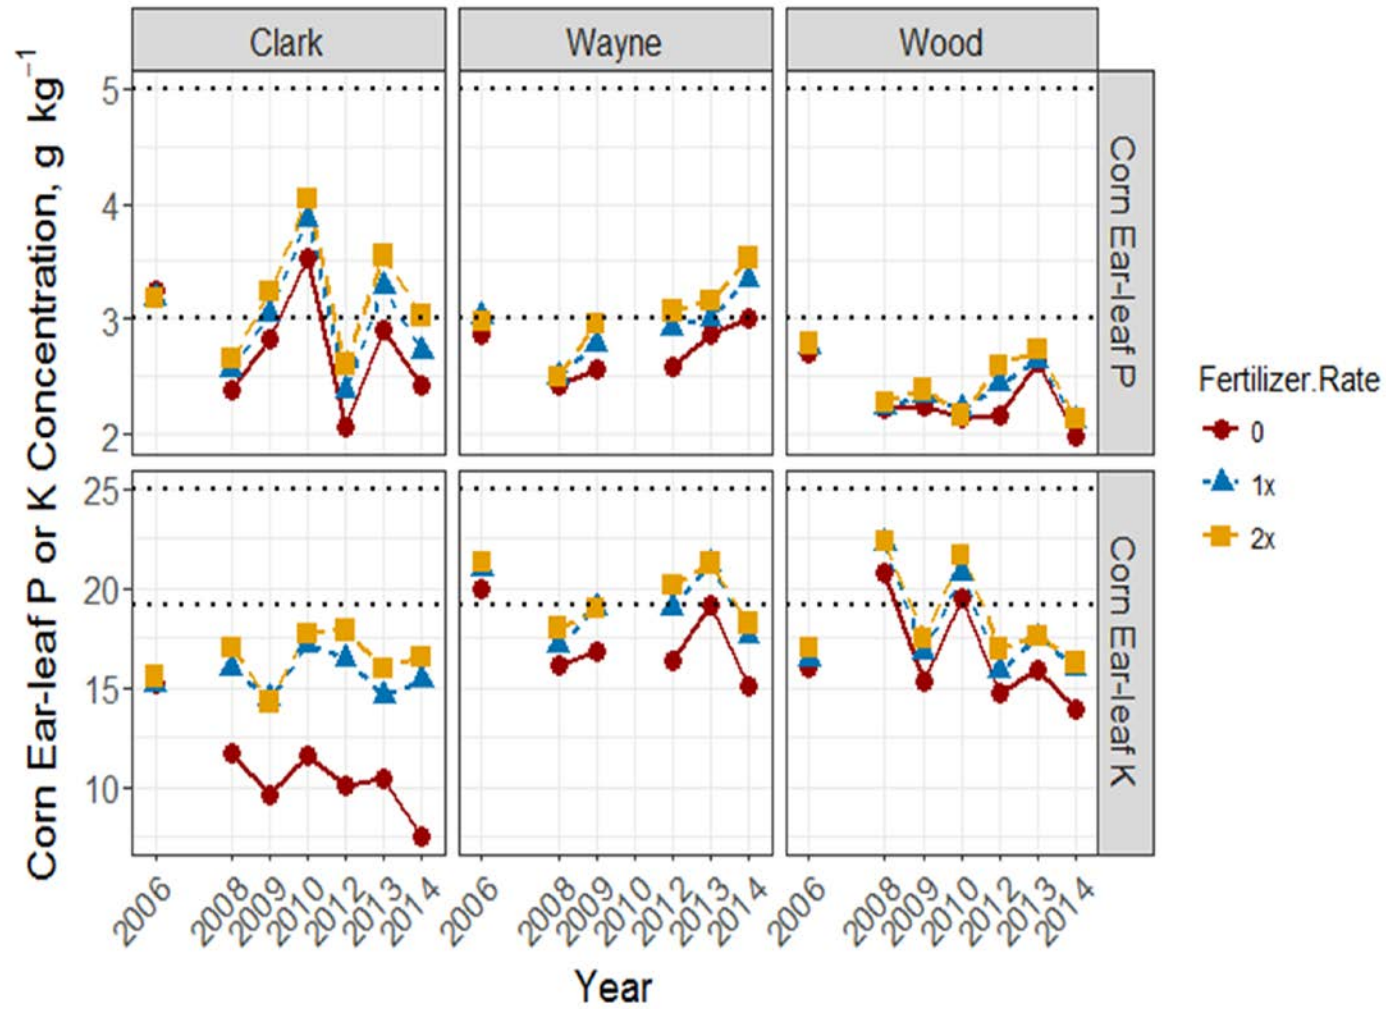 Clark
Wayne
Wood
Corn Ear-leaf P or K Concentration, g kg⁻¹
5
4
3
2
Corn Ear-leaf P
25
20
15
10
Corn Ear-leaf K
2006 2008 2009 2010 2012 2013 2014
2006 2008 2009 2010 2012 2013 2014
2006 2008 2009 2010 2012 2013 2014
Year
Fertilizer.Rate
0
1x
2x